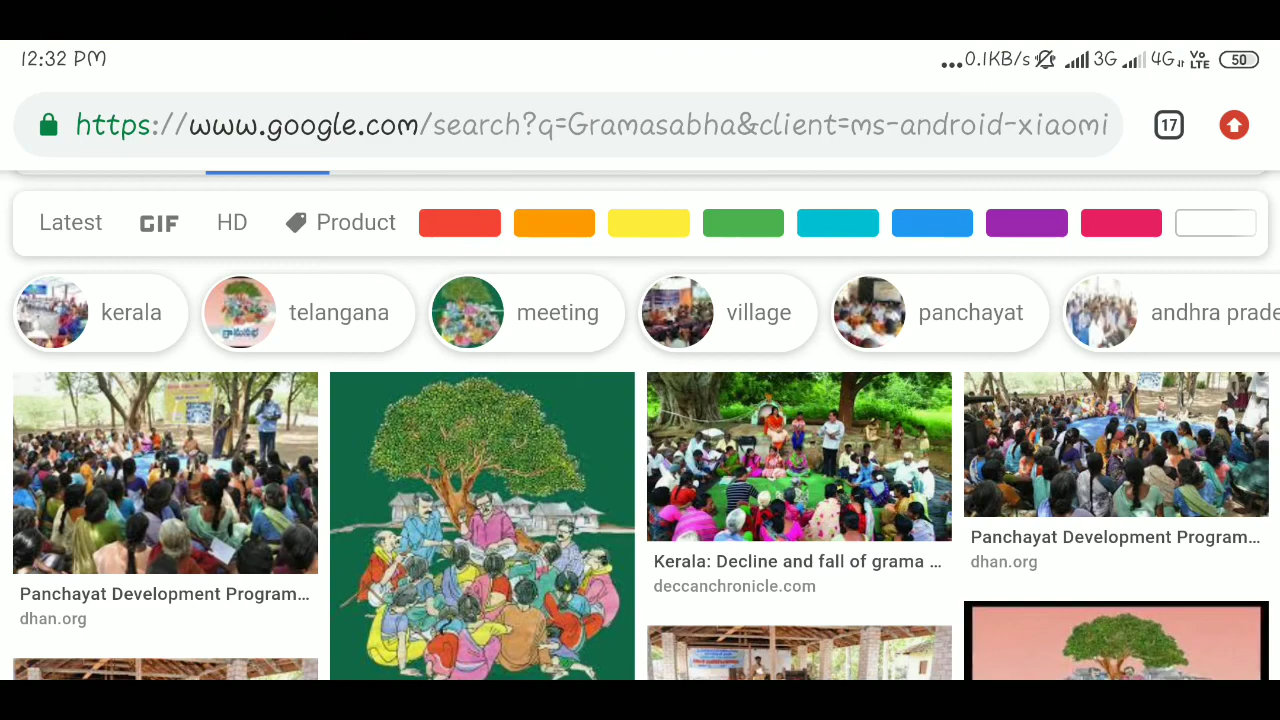 12:32 PM
...0.1KB/s 3G 4G Vo LTE 50
https://www.google.com/search?q=Gramasabha&client=ms-android-xiaomi
17
Latest GIF HD Product
kerala telangana meeting village panchayat andhra prade
గ్రామసభ
Panchayat Development Program...
dhan.org
Kerala: Decline and fall of grama ...
deccanchronicle.com
Panchayat Development Program...
dhan.org